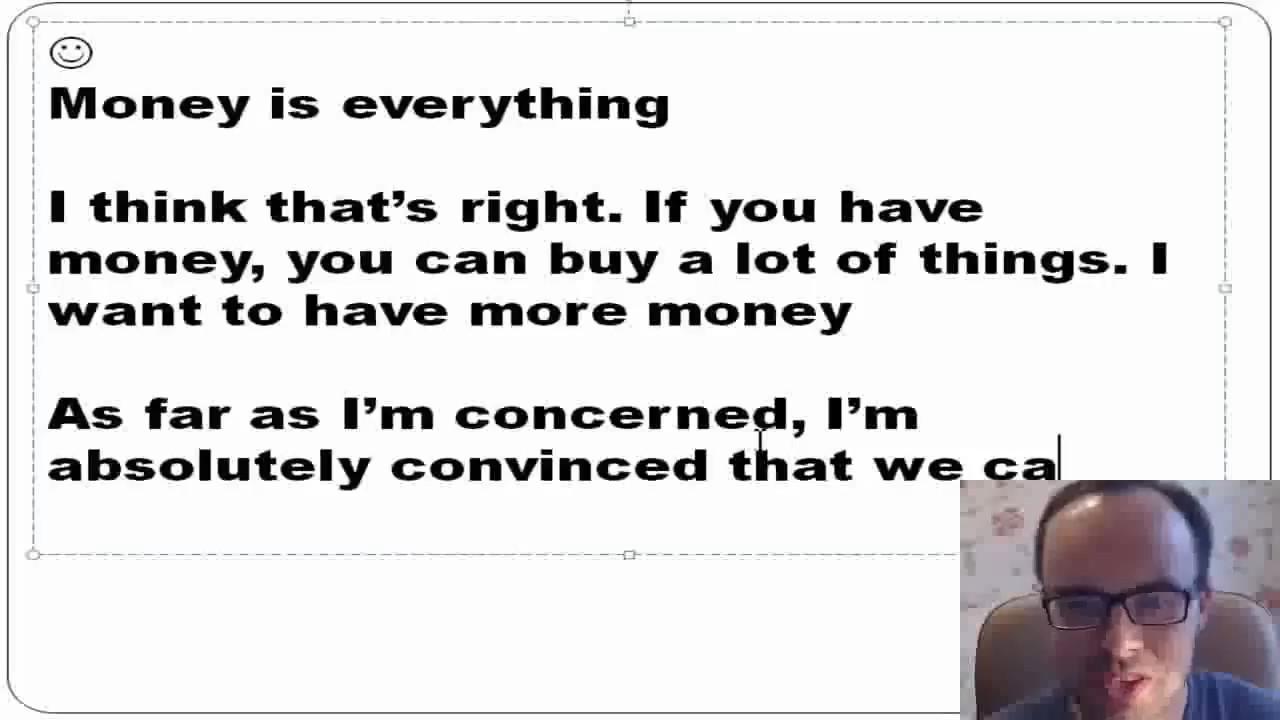 Money is everything
I think that’s right. If you have
money, you can buy a lot of things. I
want to have more money
As far as I’m concerned, I’m
absolutely convinced that we ca